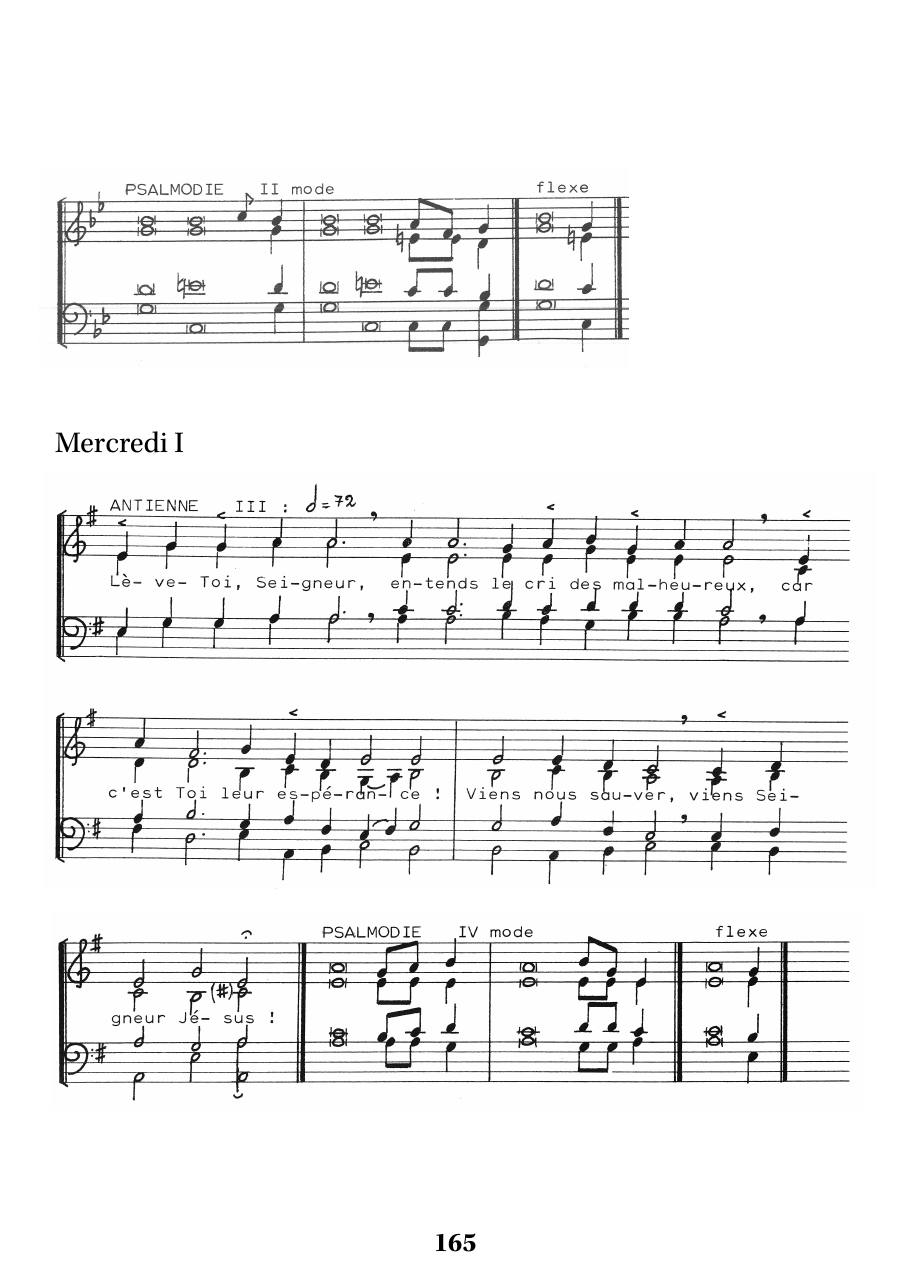 PSALMODIE II mode flexe
Mercredi I
ANTIENNE III : 𝅗𝅥 = 72
Lè- ve- Toi, Sei-gneur, en-tends le cri des mal-heu-reux, car
c'est Toi leur es-pé-ran- ce ! Viens nous sau-ver, viens Sei-
PSALMODIE IV mode flexe
gneur Jé- sus !
165